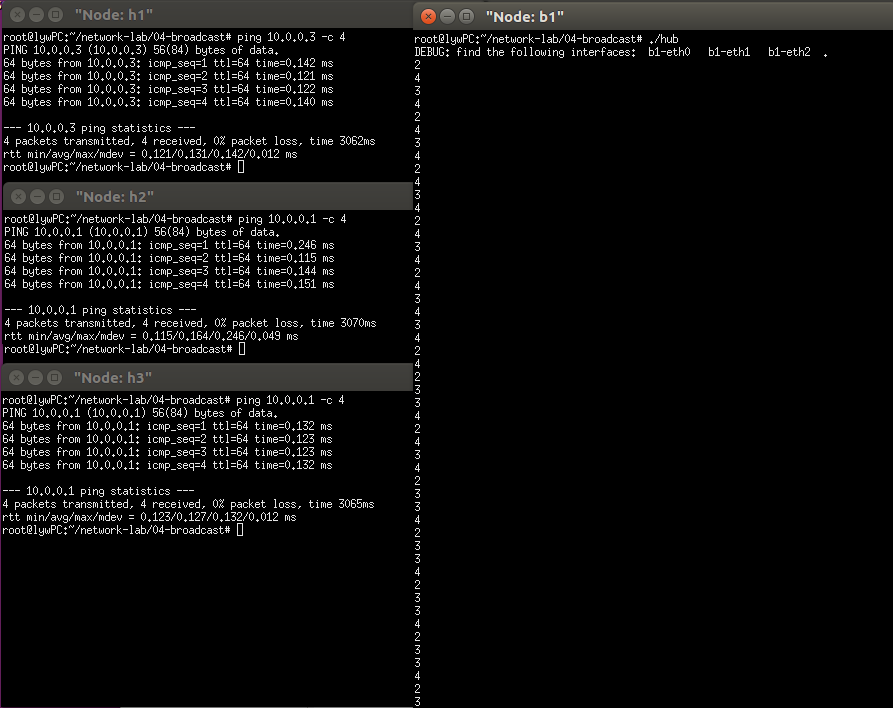 "Node: h1"
root@lywPC:~/network-lab/04-broadcast# ping 10.0.0.3 -c 4
PING 10.0.0.3 (10.0.0.3) 56(84) bytes of data.
64 bytes from 10.0.0.3: icmp_seq=1 ttl=64 time=0.142 ms
64 bytes from 10.0.0.3: icmp_seq=2 ttl=64 time=0.121 ms
64 bytes from 10.0.0.3: icmp_seq=3 ttl=64 time=0.122 ms
64 bytes from 10.0.0.3: icmp_seq=4 ttl=64 time=0.140 ms
--- 10.0.0.3 ping statistics ---
4 packets transmitted, 4 received, 0% packet loss, time 3062ms
rtt min/avg/max/mdev = 0.121/0.131/0.142/0.012 ms
root@lywPC:~/network-lab/04-broadcast#
"Node: h2"
root@lywPC:~/network-lab/04-broadcast# ping 10.0.0.1 -c 4
PING 10.0.0.1 (10.0.0.1) 56(84) bytes of data.
64 bytes from 10.0.0.1: icmp_seq=1 ttl=64 time=0.246 ms
64 bytes from 10.0.0.1: icmp_seq=2 ttl=64 time=0.115 ms
64 bytes from 10.0.0.1: icmp_seq=3 ttl=64 time=0.144 ms
64 bytes from 10.0.0.1: icmp_seq=4 ttl=64 time=0.151 ms
--- 10.0.0.1 ping statistics ---
4 packets transmitted, 4 received, 0% packet loss, time 3070ms
rtt min/avg/max/mdev = 0.115/0.164/0.246/0.049 ms
root@lywPC:~/network-lab/04-broadcast#
"Node: h3"
root@lywPC:~/network-lab/04-broadcast# ping 10.0.0.1 -c 4
PING 10.0.0.1 (10.0.0.1) 56(84) bytes of data.
64 bytes from 10.0.0.1: icmp_seq=1 ttl=64 time=0.132 ms
64 bytes from 10.0.0.1: icmp_seq=2 ttl=64 time=0.123 ms
64 bytes from 10.0.0.1: icmp_seq=3 ttl=64 time=0.123 ms
64 bytes from 10.0.0.1: icmp_seq=4 ttl=64 time=0.132 ms
--- 10.0.0.1 ping statistics ---
4 packets transmitted, 4 received, 0% packet loss, time 3065ms
rtt min/avg/max/mdev = 0.123/0.127/0.132/0.012 ms
root@lywPC:~/network-lab/04-broadcast#
"Node: b1"
root@lywPC:~/network-lab/04-broadcast# ./hub
DEBUG: find the following interfaces:  b1-eth0   b1-eth1   b1-eth2  .
2
4
3
4
2
4
3
4
2
4
3
4
2
4
3
4
2
4
3
4
3
4
2
4
2
3
3
4
2
4
3
4
2
3
3
4
2
3
3
4
2
3
3
4
2
3
3
4
2
3